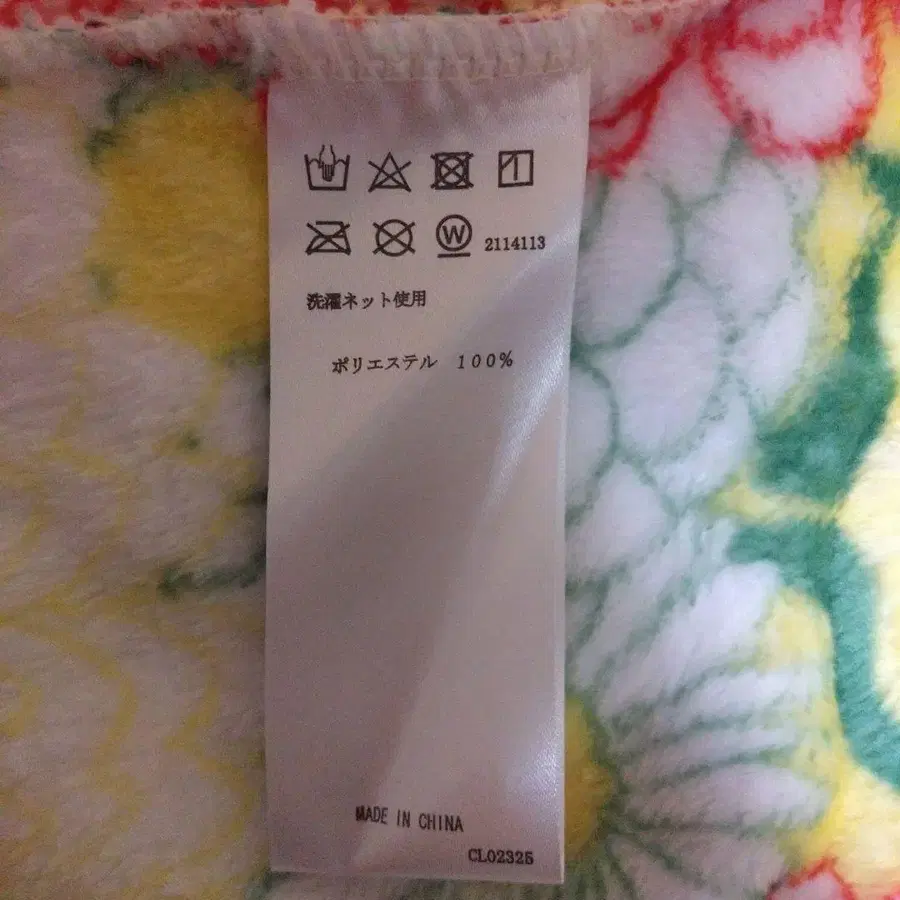 W 2114113
洗濯ネット使用
ポリエステル 100%
MADE IN CHINA
CL02325